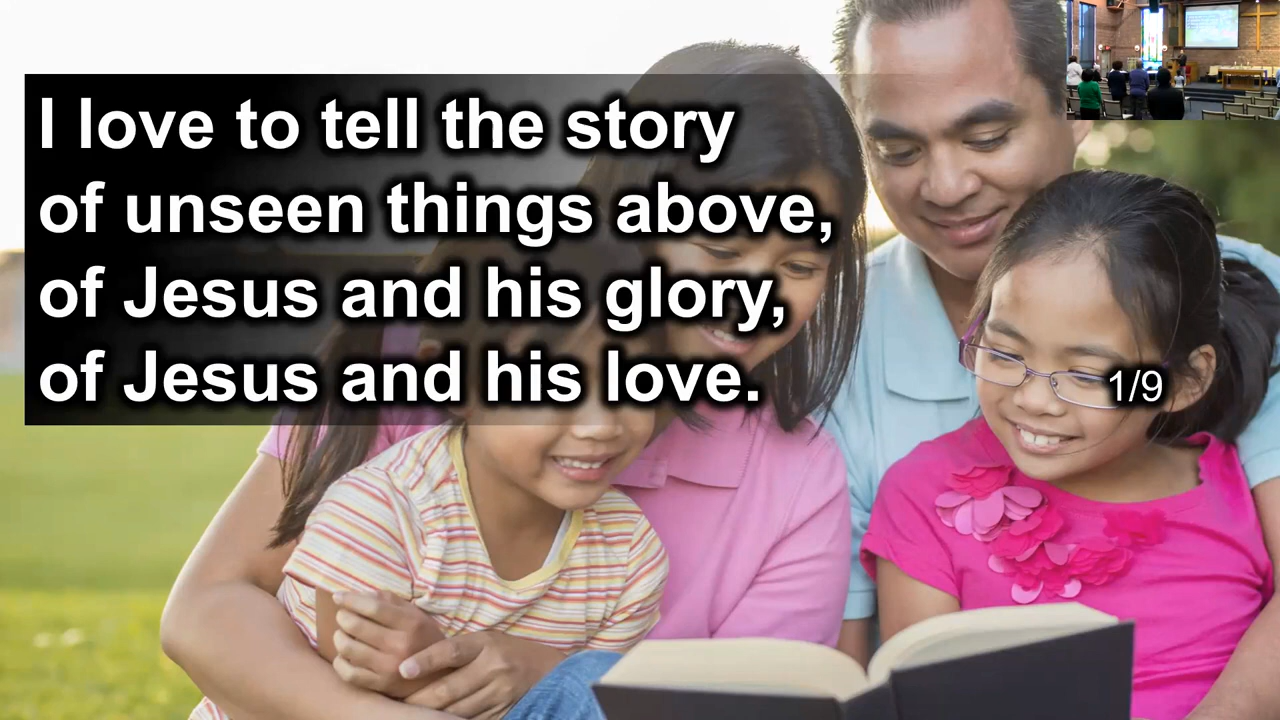 I love to tell the story
of unseen things above,
of Jesus and his glory,
of Jesus and his love.
1/9